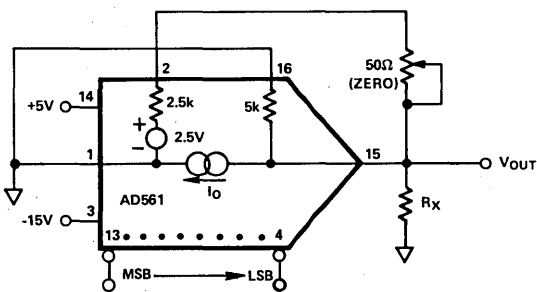 2
16
50Ω
(ZERO)
14
+5V
2.5k
5k
+
2.5V
-
1
15
VOUT
IO
AD561
RX
-15V
3
13
4
MSB
LSB